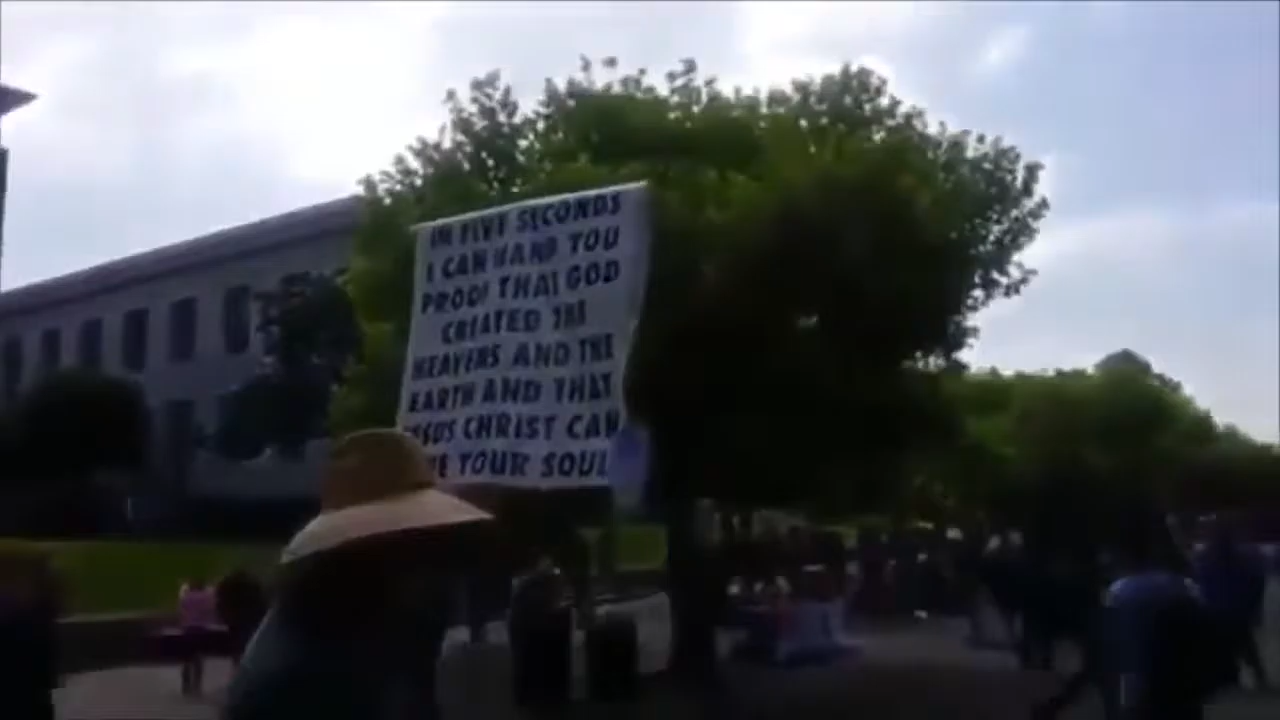 IN FIVE SECONDS
I CAN HAND YOU
PROOF THAT GOD
CREATED THE
HEAVENS AND THE
EARTH AND THAT
JESUS CHRIST CAN
YOUR SOUL